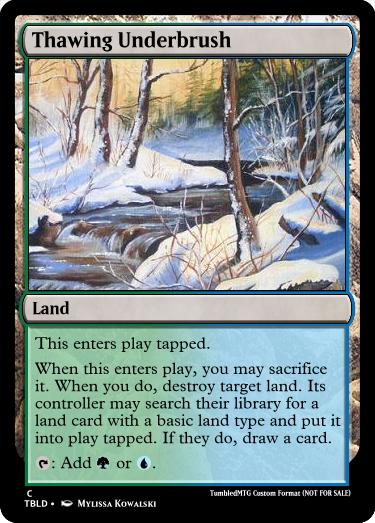 Thawing Underbrush
Land
This enters play tapped.
When this enters play, you may sacrifice
it. When you do, destroy target land. Its
controller may search their library for a
land card with a basic land type and put it
into play tapped. If they do, draw a card.
: Add or .
C
TBLD • Mylissa Kowalski
TumbledMTG Custom Format (NOT FOR SALE)